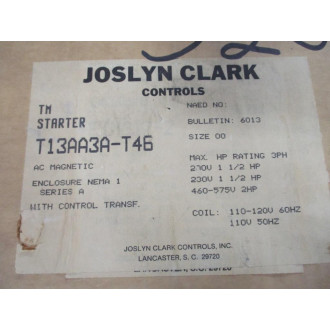 JOSLYN CLARK
CONTROLS
TM
STARTER
T13AA3A-T46
AC MAGNETIC
ENCLOSURE NEMA 1
SERIES A
WITH CONTROL TRANSF.
NAED NO:
BULLETIN: 6013
SIZE 00
MAX. HP RATING 3PH
200V 1 1/2 HP
230V 1 1/2 HP
460-575V 2HP
COIL: 110-120V 60HZ
110V 50HZ
JOSLYN CLARK CONTROLS, INC.
LANCASTER, S. C. 29720